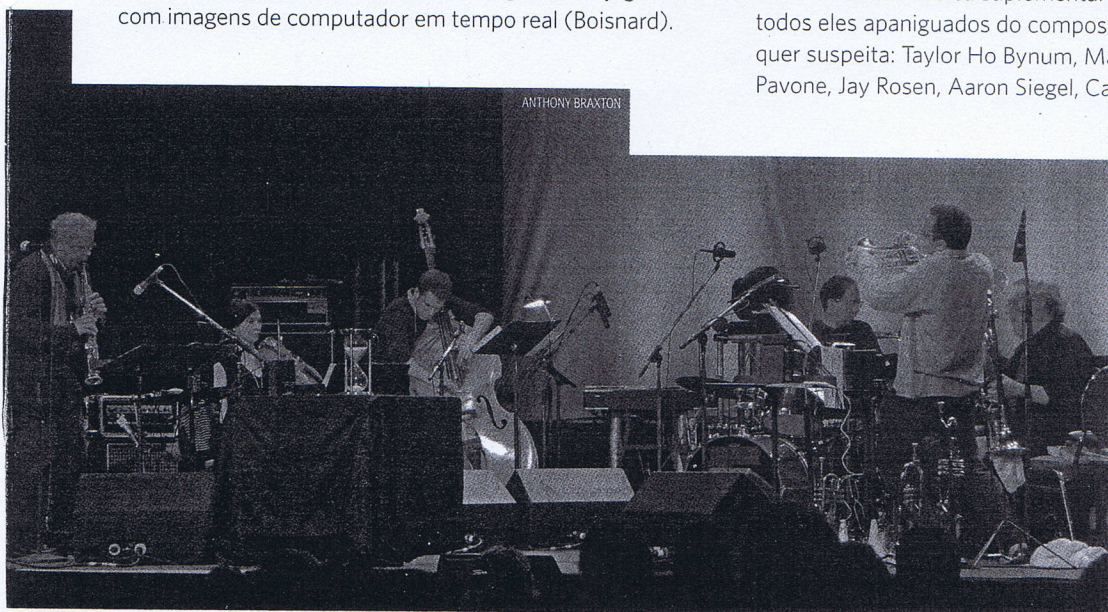 com imagens de computador em tempo real (Boisnard).
todos eles apaniguados do compos
quer suspeita: Taylor Ho Bynum, Ma
Pavone, Jay Rosen, Aaron Siegel, Ca
ANTHONY BRAXTON